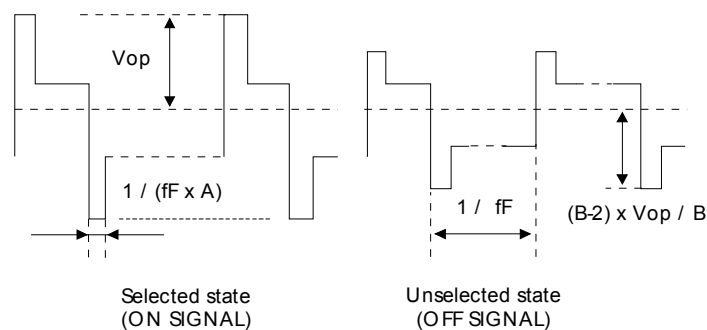 Vop
1 / (fF x A)
1 / fF
(B-2) x Vop / B
Selected state
(ON SIGNAL)
Unselected state
(OFF SIGNAL)